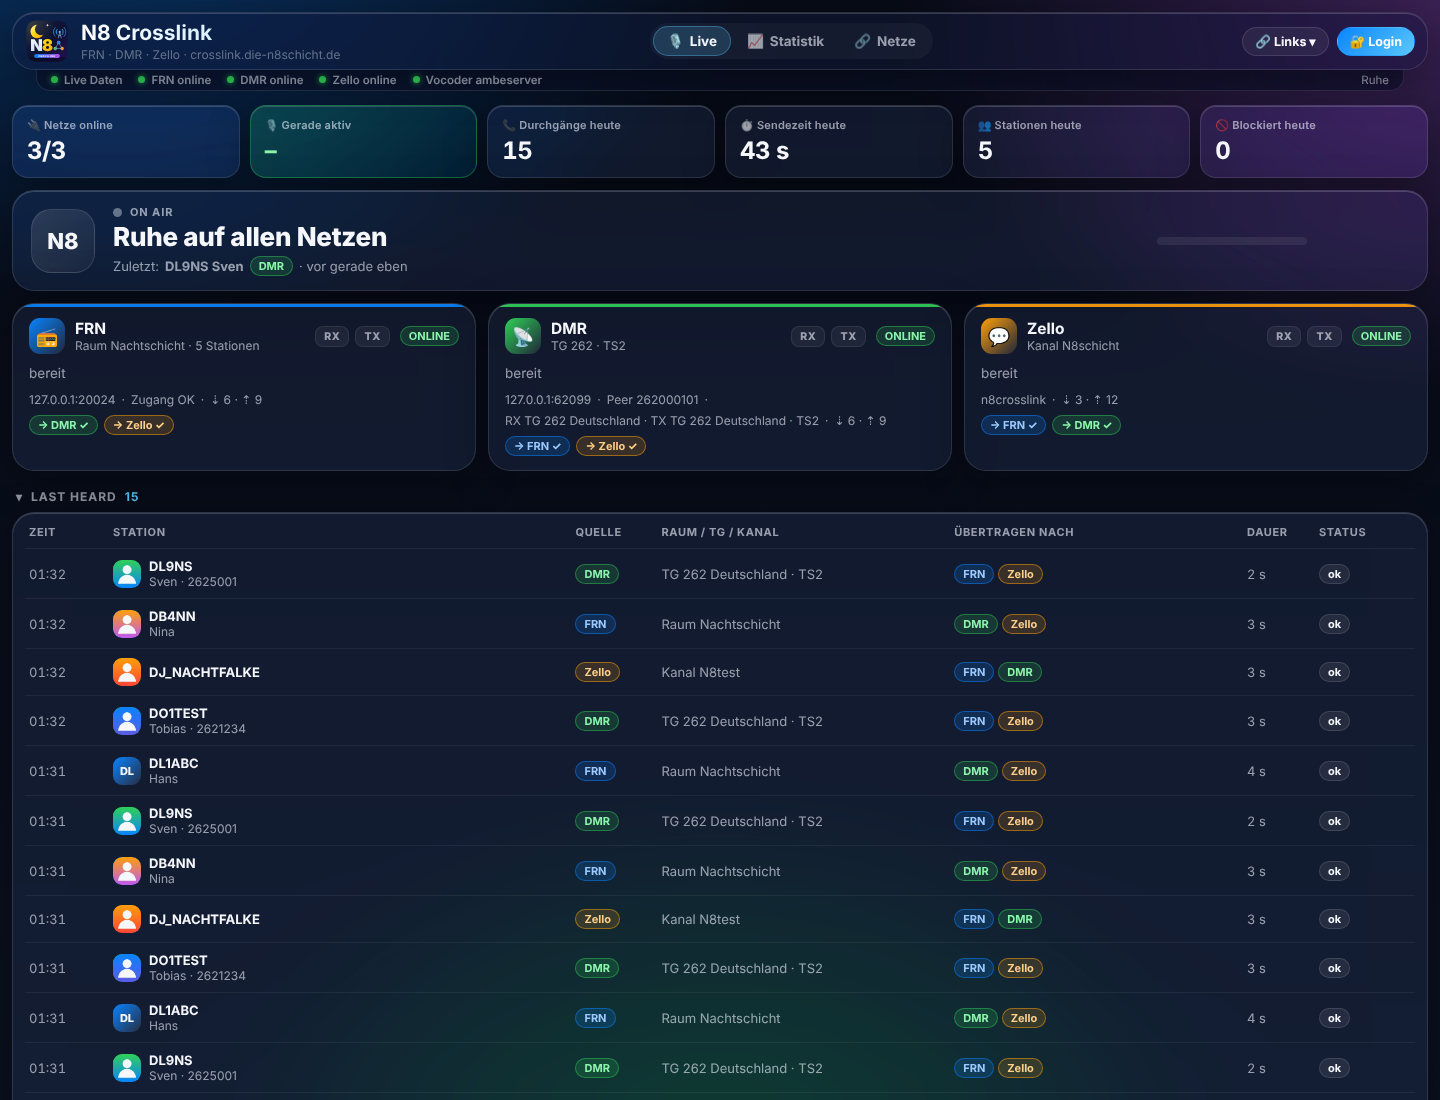 N8 Crosslink
FRN · DMR · Zello · crosslink.die-n8schicht.de
🎙️ Live
📈 Statistik
🔗 Netze
🔗 Links ▾
🔐 Login
Live Daten
FRN online
DMR online
Zello online
Vocoder ambeserver
Ruhe
🔌 Netze online
3/3
🎙️ Gerade aktiv
–
📞 Durchgänge heute
15
⏱️ Sendezeit heute
43 s
👥 Stationen heute
5
🚫 Blockiert heute
0
N8
ON AIR
Ruhe auf allen Netzen
Zuletzt: DL9NS Sven DMR · vor gerade eben
FRN
Raum Nachtschicht · 5 Stationen
RX TX ONLINE
bereit
127.0.0.1:20024 · Zugang OK · ↓ 6 · ↑ 9
→ DMR ✓ → Zello ✓
DMR
TG 262 · TS2
RX TX ONLINE
bereit
127.0.0.1:62099 · Peer 262000101 ·
RX TG 262 Deutschland · TX TG 262 Deutschland · TS2 · ↓ 6 · ↑ 9
→ FRN ✓ → Zello ✓
Zello
Kanal N8schicht
RX TX ONLINE
bereit
n8crosslink · ↓ 3 · ↑ 12
→ FRN ✓ → DMR ✓
▼ LAST HEARD 15
ZEIT STATION QUELLE RAUM / TG / KANAL ÜBERTRAGEN NACH DAUER STATUS
01:32 DL9NS DMR TG 262 Deutschland · TS2 FRN Zello 2 s ok
Sven · 2625001
01:32 DB4NN FRN Raum Nachtschicht DMR Zello 3 s ok
Nina
01:32 DJ_NACHTFALKE Zello Kanal N8test FRN DMR 3 s ok
01:32 DO1TEST DMR TG 262 Deutschland · TS2 FRN Zello 3 s ok
Tobias · 2621234
01:31 DL DL1ABC FRN Raum Nachtschicht DMR Zello 4 s ok
Hans
01:31 DL9NS DMR TG 262 Deutschland · TS2 FRN Zello 2 s ok
Sven · 2625001
01:31 DB4NN FRN Raum Nachtschicht DMR Zello 3 s ok
Nina
01:31 DJ_NACHTFALKE Zello Kanal N8test FRN DMR 3 s ok
01:31 DO1TEST DMR TG 262 Deutschland · TS2 FRN Zello 3 s ok
Tobias · 2621234
01:31 DL DL1ABC FRN Raum Nachtschicht DMR Zello 4 s ok
Hans
01:31 DL9NS DMR TG 262 Deutschland · TS2 FRN Zello 2 s ok
Sven · 2625001